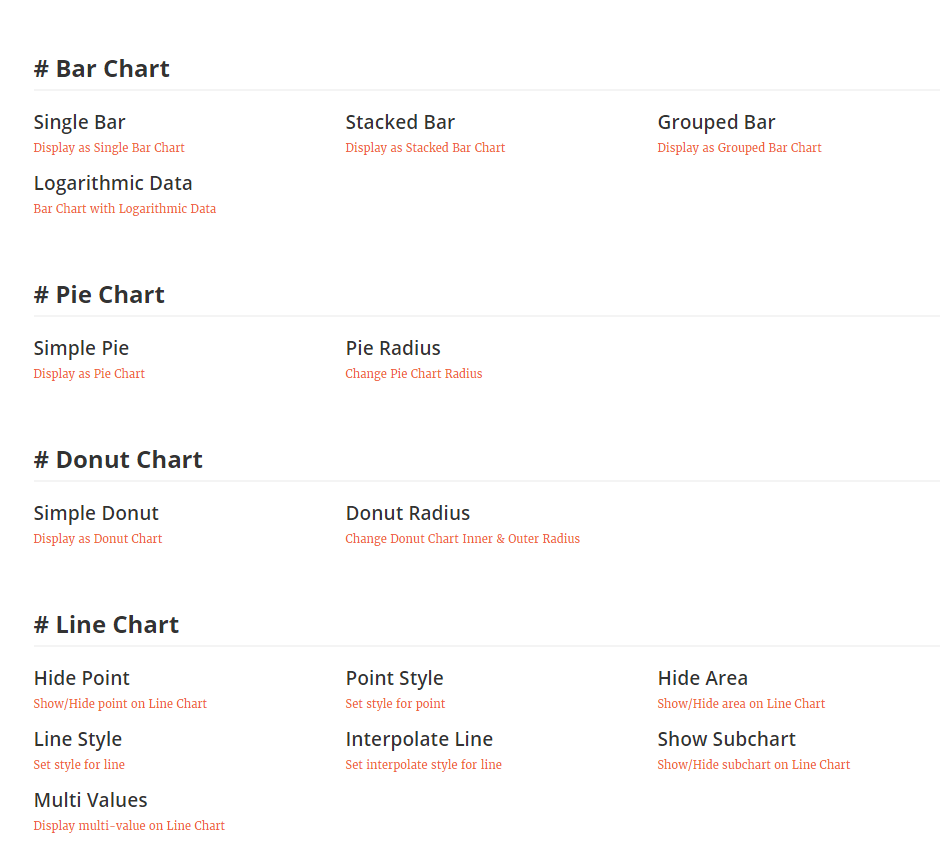 # Bar Chart
Single Bar
Display as Single Bar Chart
Stacked Bar
Display as Stacked Bar Chart
Grouped Bar
Display as Grouped Bar Chart
Logarithmic Data
Bar Chart with Logarithmic Data
# Pie Chart
Simple Pie
Display as Pie Chart
Pie Radius
Change Pie Chart Radius
# Donut Chart
Simple Donut
Display as Donut Chart
Donut Radius
Change Donut Chart Inner & Outer Radius
# Line Chart
Hide Point
Show/Hide point on Line Chart
Point Style
Set style for point
Hide Area
Show/Hide area on Line Chart
Line Style
Set style for line
Interpolate Line
Set interpolate style for line
Show Subchart
Show/Hide subchart on Line Chart
Multi Values
Display multi-value on Line Chart